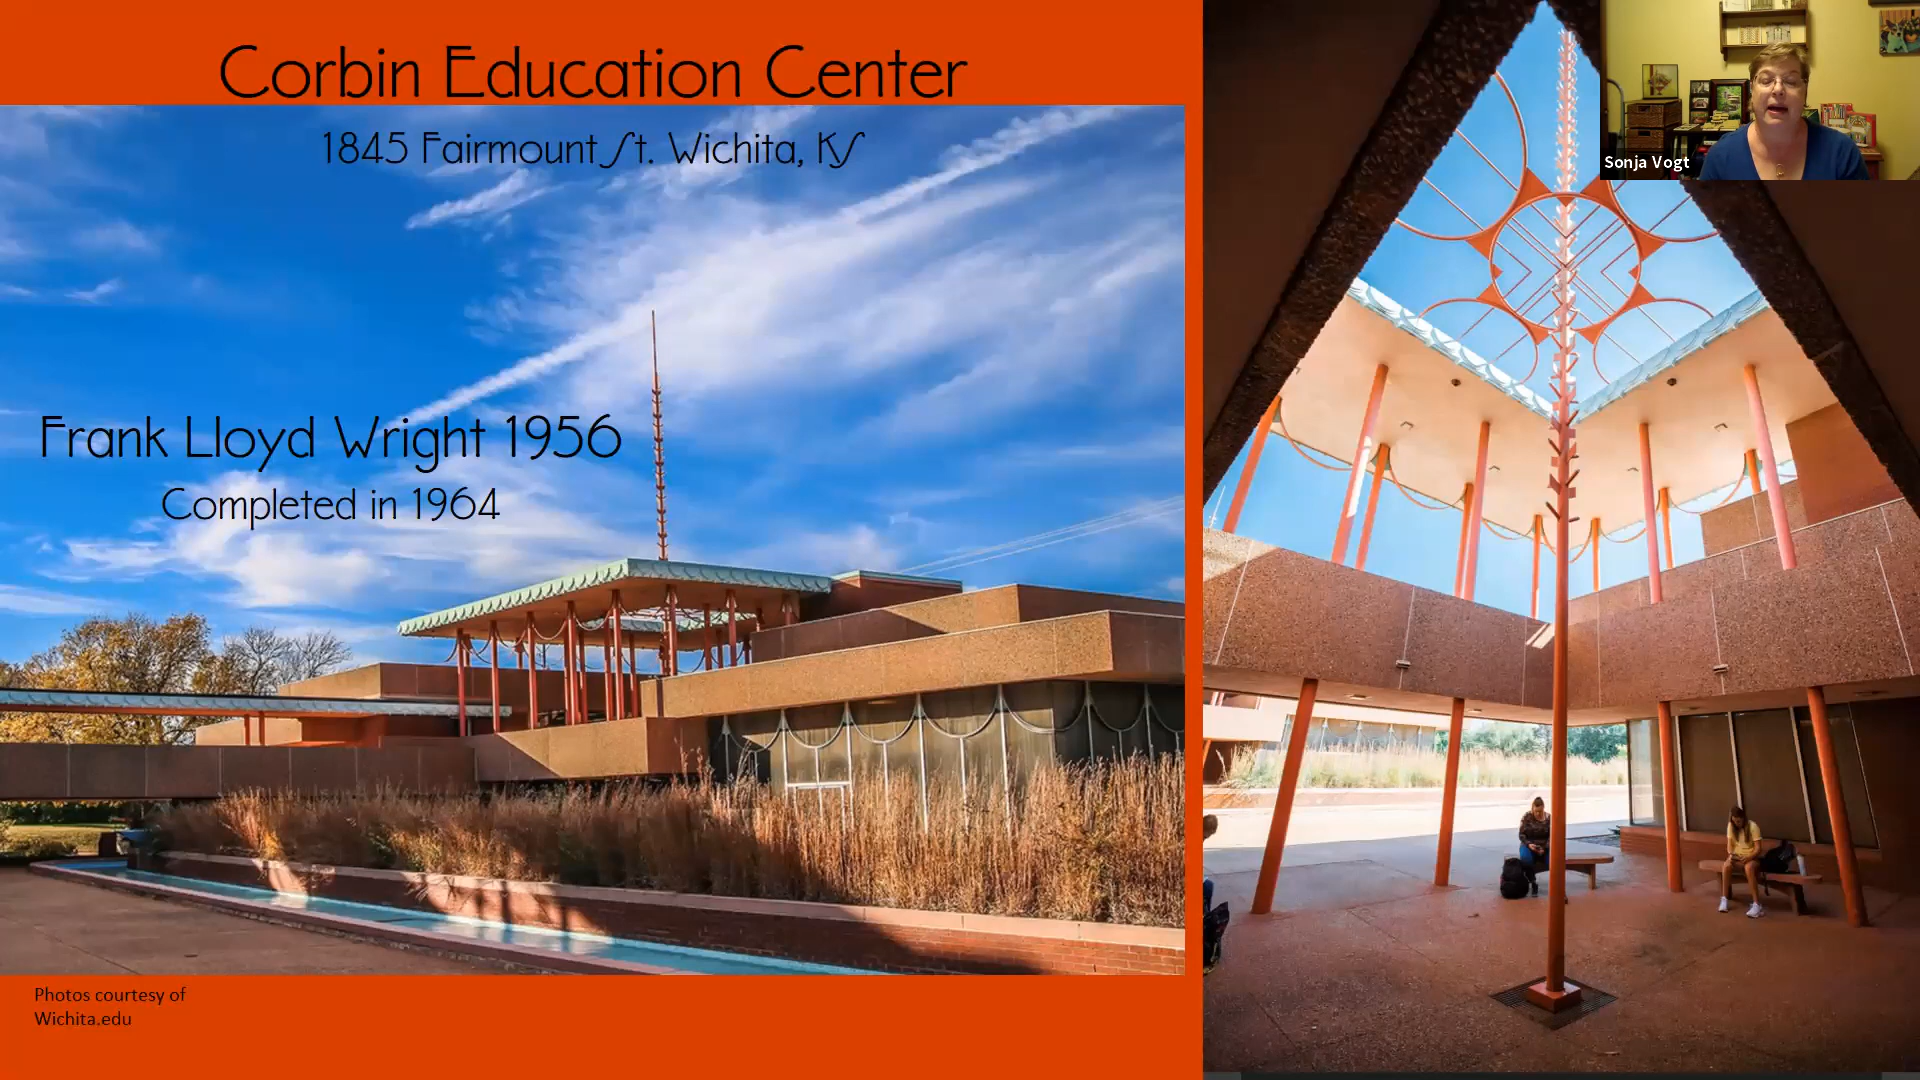 Corbin Education Center
1845 Fairmount St. Wichita, KS
Frank Lloyd Wright 1956
Completed in 1964
Photos courtesy of
Wichita.edu
Sonja Vogt